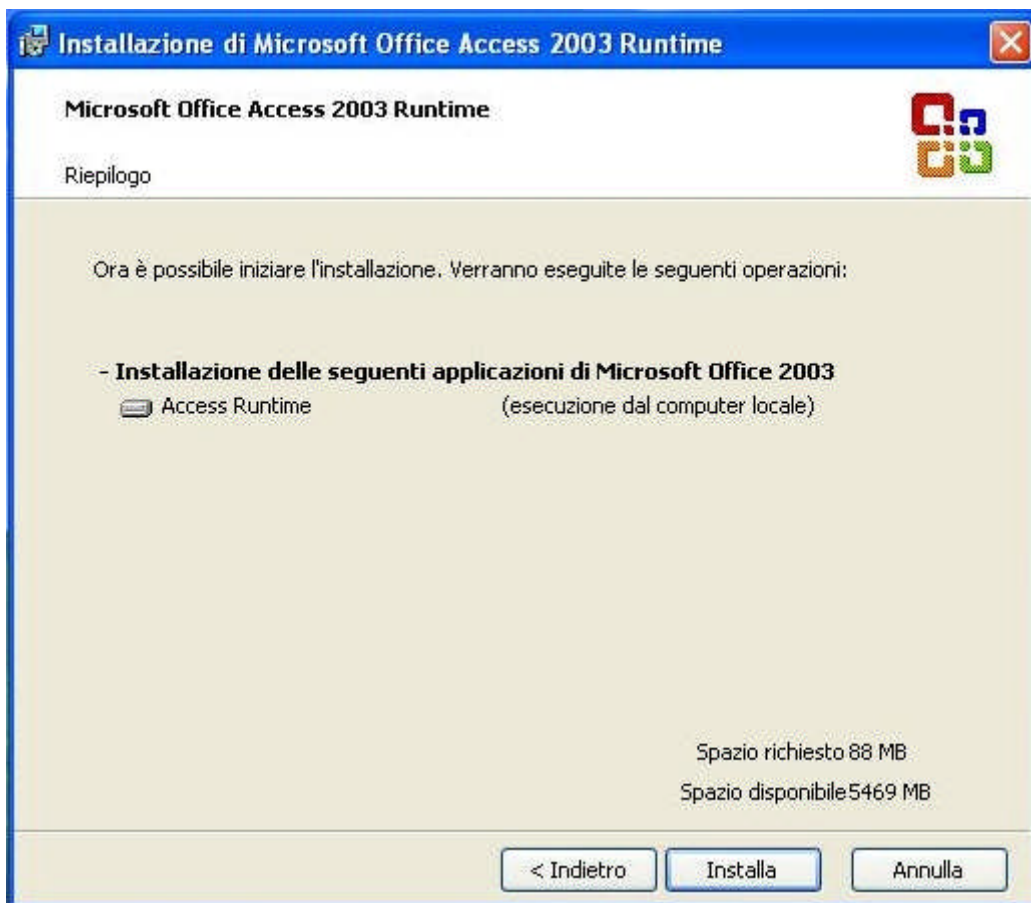 Installazione di Microsoft Office Access 2003 Runtime
Microsoft Office Access 2003 Runtime
Riepilogo
Ora è possibile iniziare l'installazione. Verranno eseguite le seguenti operazioni:
- Installazione delle seguenti applicazioni di Microsoft Office 2003
Access Runtime (esecuzione dal computer locale)
Spazio richiesto 88 MB
Spazio disponibile 5469 MB
< Indietro Installa Annulla